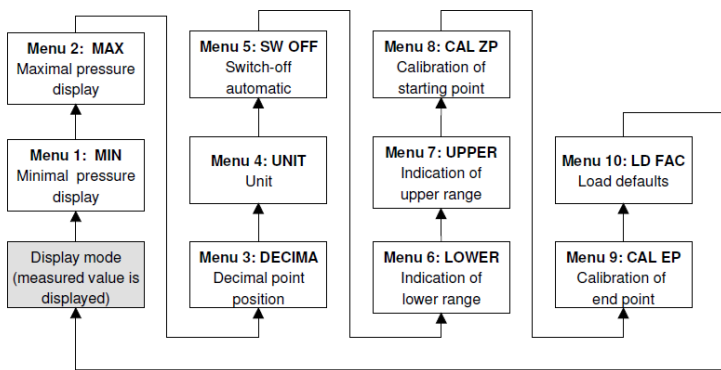 Menu 2: MAX
Maximal pressure
display
Menu 1: MIN
Minimal pressure
display
Display mode
(measured value is
displayed)
Menu 5: SW OFF
Switch-off
automatic
Menu 4: UNIT
Unit
Menu 3: DECIMA
Decimal point
position
Menu 8: CAL ZP
Calibration of
starting point
Menu 7: UPPER
Indication of
upper range
Menu 6: LOWER
Indication of
lower range
Menu 10: LD FAC
Load defaults
Menu 9: CAL EP
Calibration of
end point